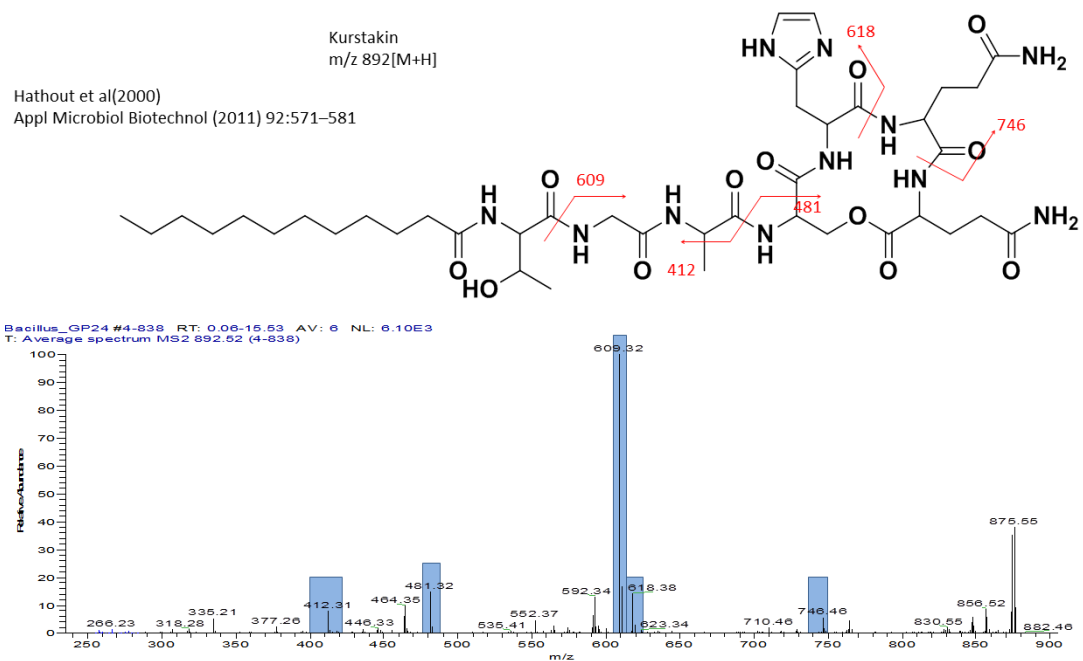 Kurstakin
m/z 892[M+H]
Hathout et al(2000)
Appl Microbiol Biotechnol (2011) 92:571–581
HN
N
618
O
NH₂
O
N
H
746
O
O
NH
HN
609
481
H
N
O
H
N
O
O
NH₂
O
N
H
O
N
H
O
O
HO
412
Bacillus_GP24 #4-838 RT: 0.06-15.53 AV: 6 NL: 6.10E3
T: Average spectrum MS2 892.52 (4-838)
Relative Abundance
100
90
80
70
60
50
40
30
20
10
0
609.32
875.55
481.32
464.35
412.31
592.34
618.38
746.46
856.52
335.21
552.37
266.23
318.28
377.26
446.33
535.41
623.34
710.46
830.55
882.46
250 300 350 400 450 500 550 600 650 700 750 800 850 900
m/z